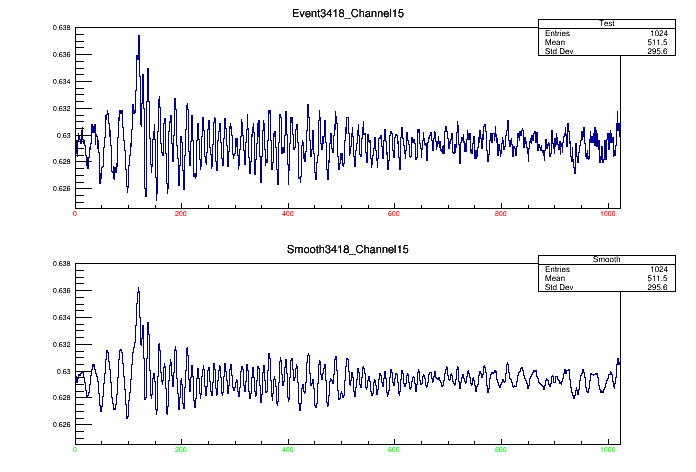 Event3418_Channel15
Test
Entries 1024
Mean 511.5
Std Dev 295.6
0.638
0.636
0.634
0.632
0.63
0.628
0.626
0 200 400 600 800 1000
Smooth3418_Channel15
Smooth
Entries 1024
Mean 511.5
Std Dev 295.6
0.638
0.636
0.634
0.632
0.63
0.628
0.626
0 200 400 600 800 1000